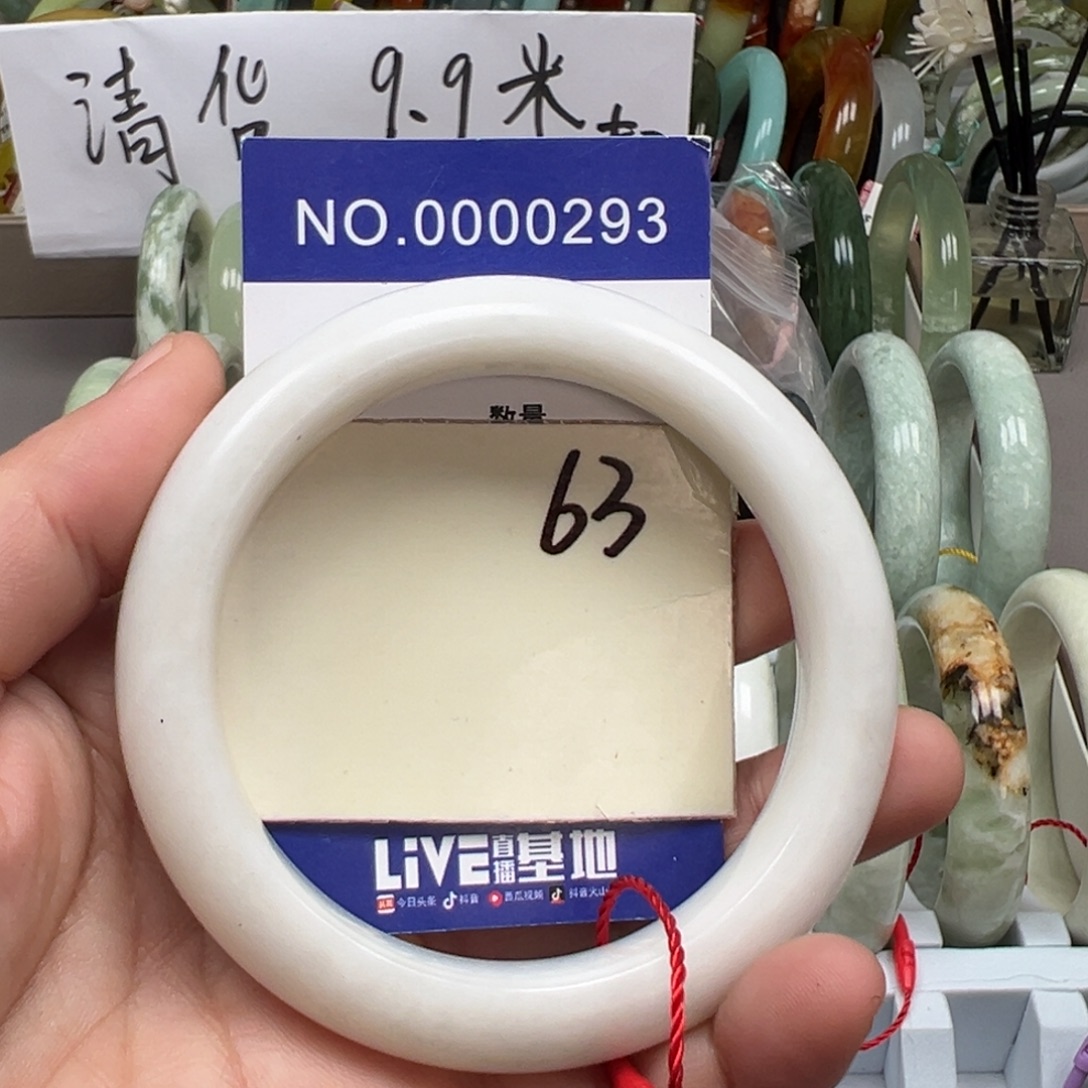 清货 9.9米
NO.0000293
数量
63
LiVE直播基地
今日头条 抖音 西瓜视频 抖音火山